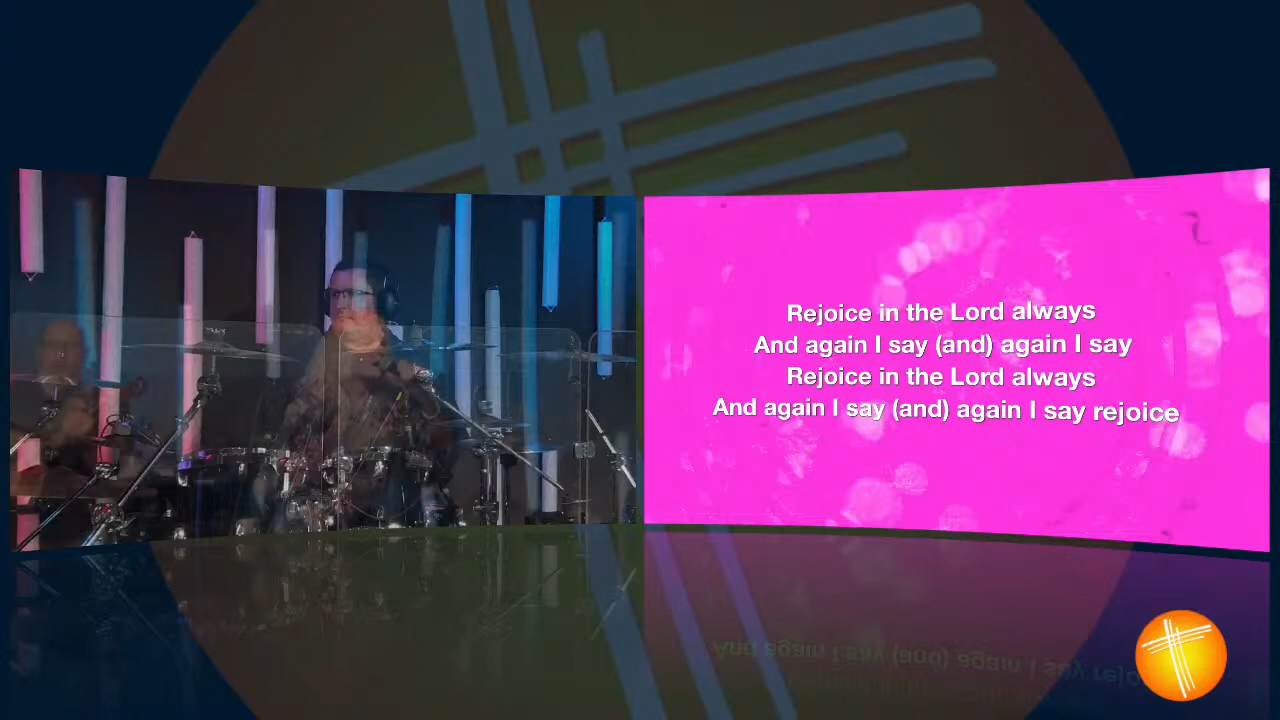 Rejoice in the Lord always
And again I say (and) again I say
Rejoice in the Lord always
And again I say (and) again I say rejoice